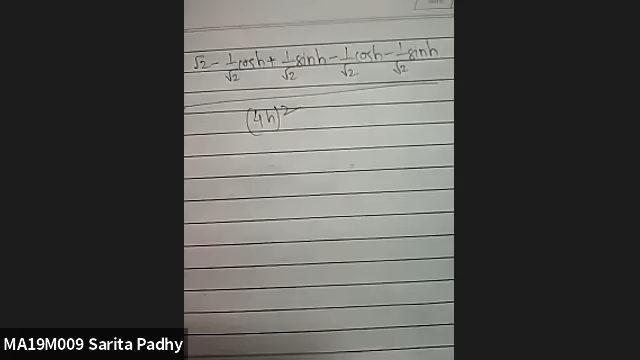 √2 - 1/√2 cosh + 1/√2 sinh - 1/√2 cosh - 1/√2 sinh
(4h)²
MA19M009 Sarita Padhy